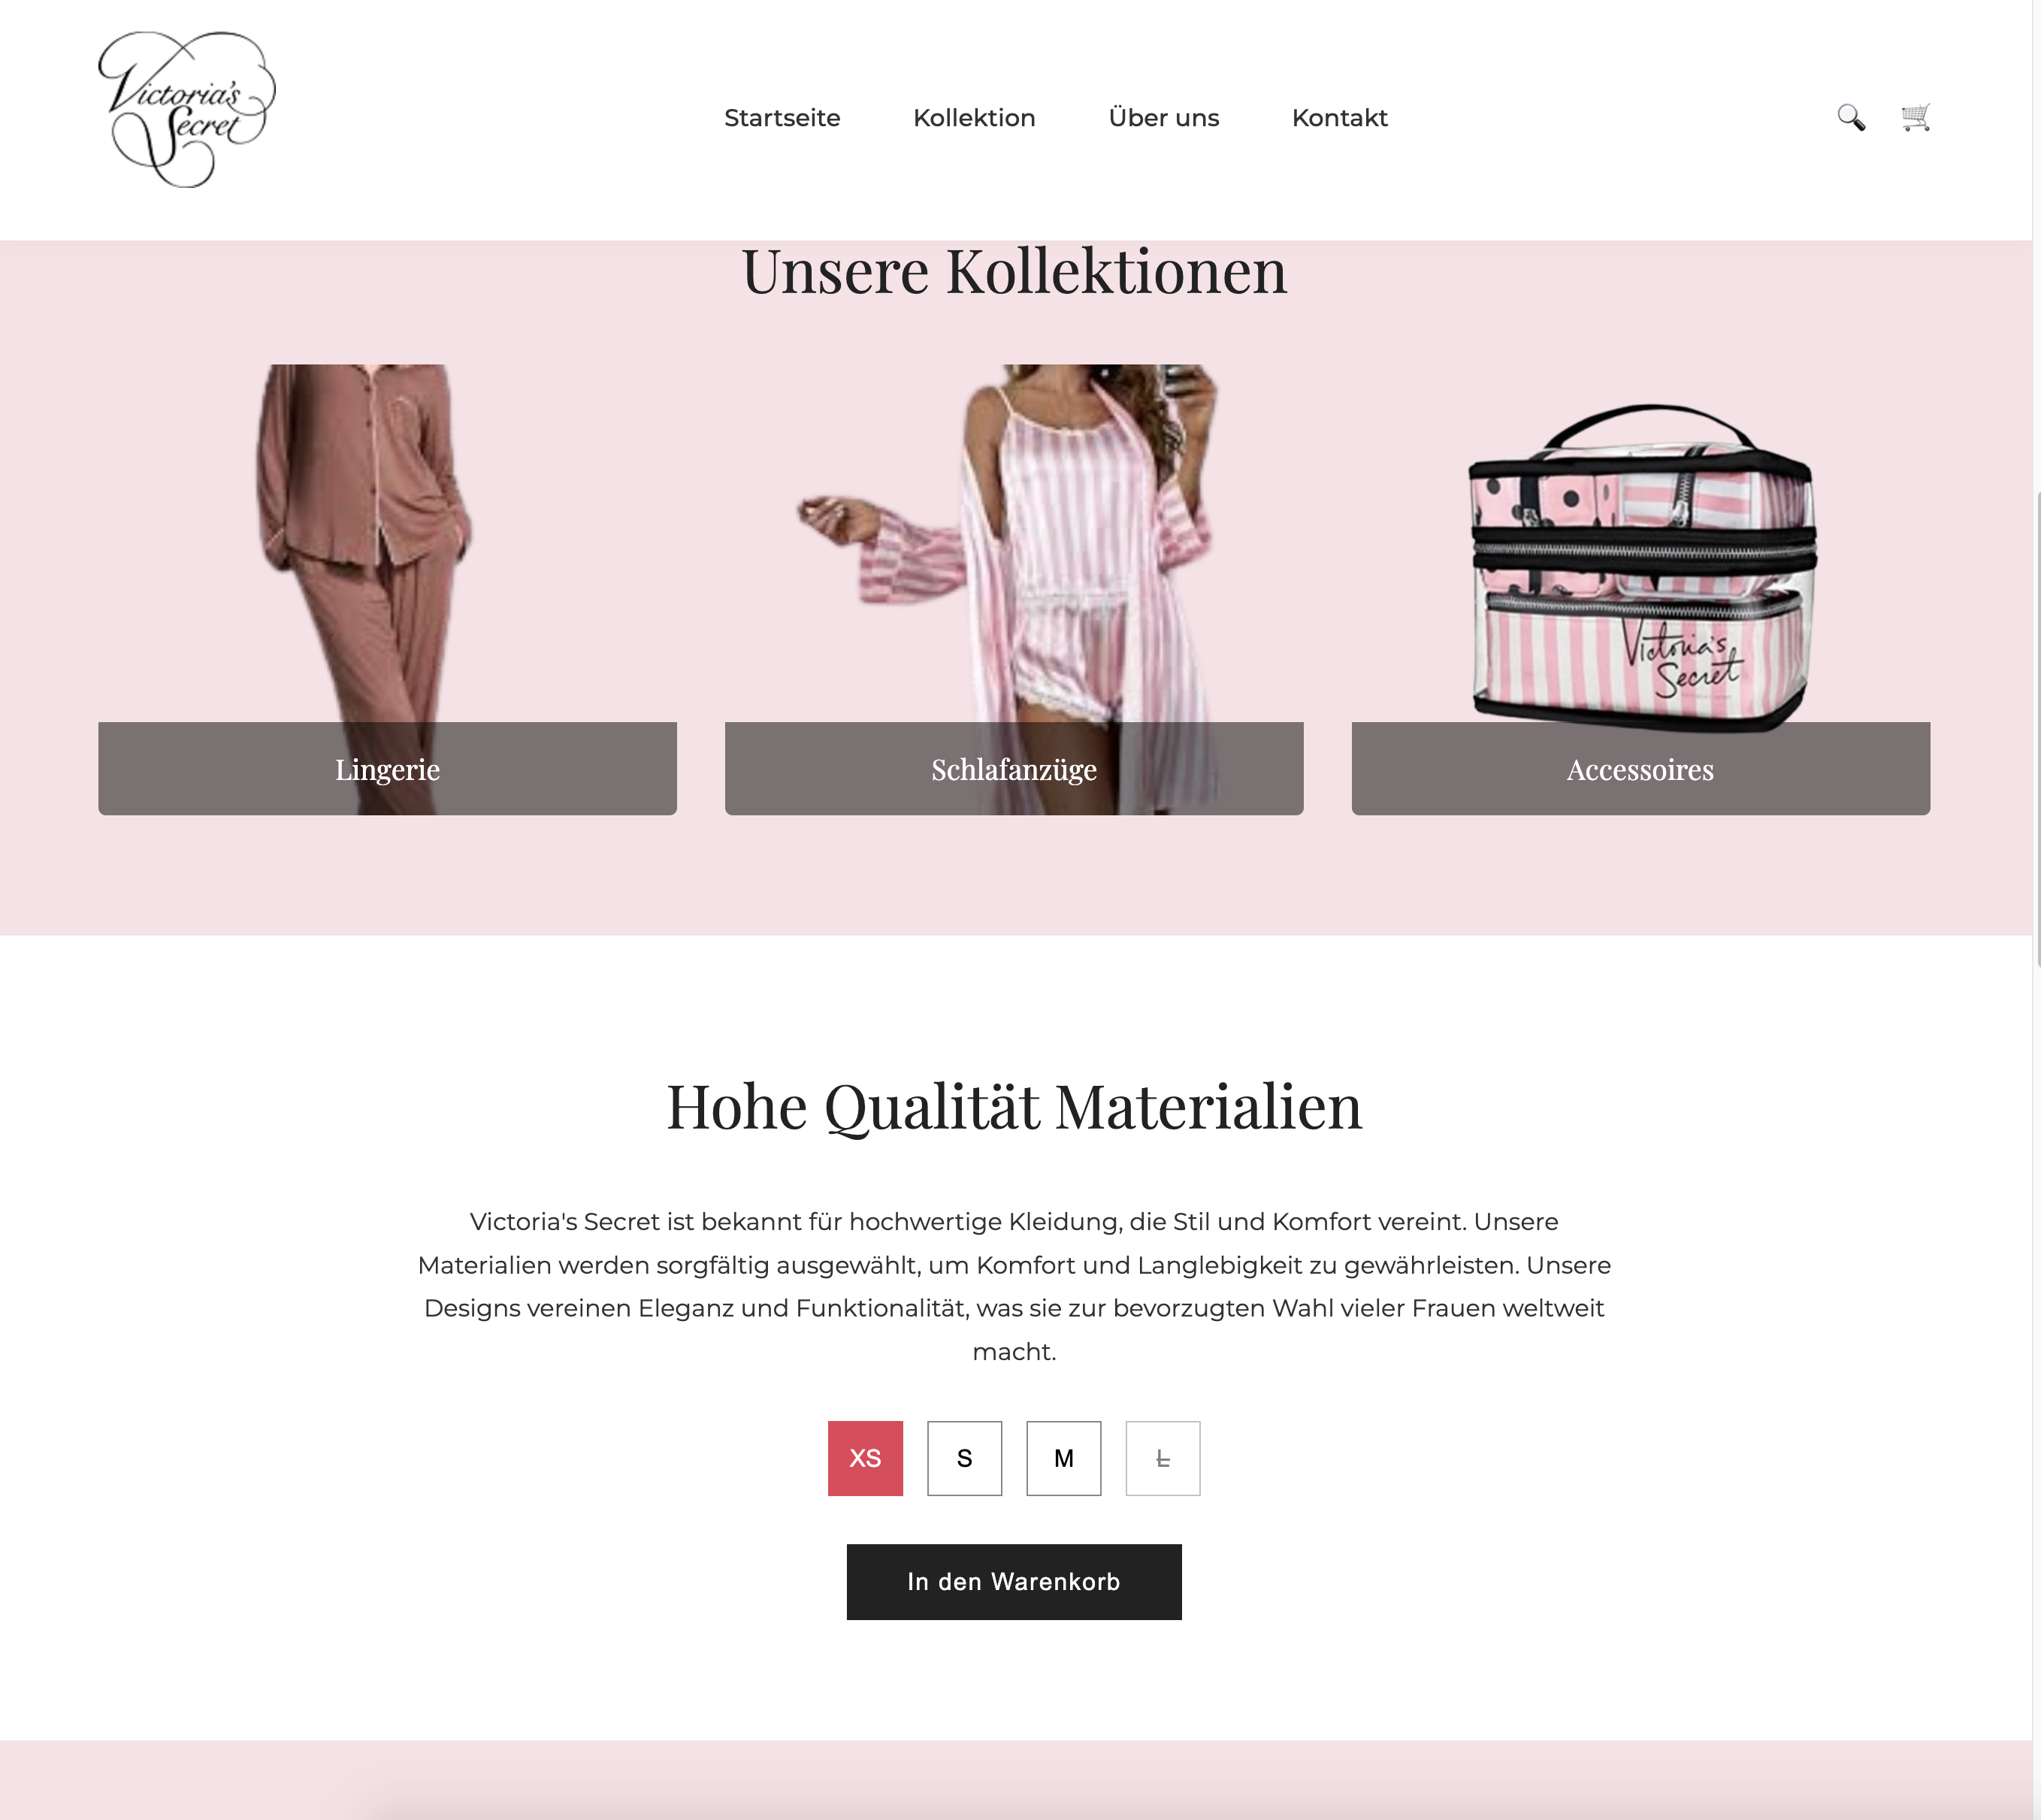 Victoria's
Secret
Startseite
Kollektion
Über uns
Kontakt
Unsere Kollektionen
Victoria's
Secret
Lingerie
Schlafanzüge
Accessoires
Hohe Qualität Materialien
Victoria's Secret ist bekannt für hochwertige Kleidung, die Stil und Komfort vereint. Unsere
Materialien werden sorgfältig ausgewählt, um Komfort und Langlebigkeit zu gewährleisten. Unsere
Designs vereinen Eleganz und Funktionalität, was sie zur bevorzugten Wahl vieler Frauen weltweit
macht.
XS
S
M
L
In den Warenkorb